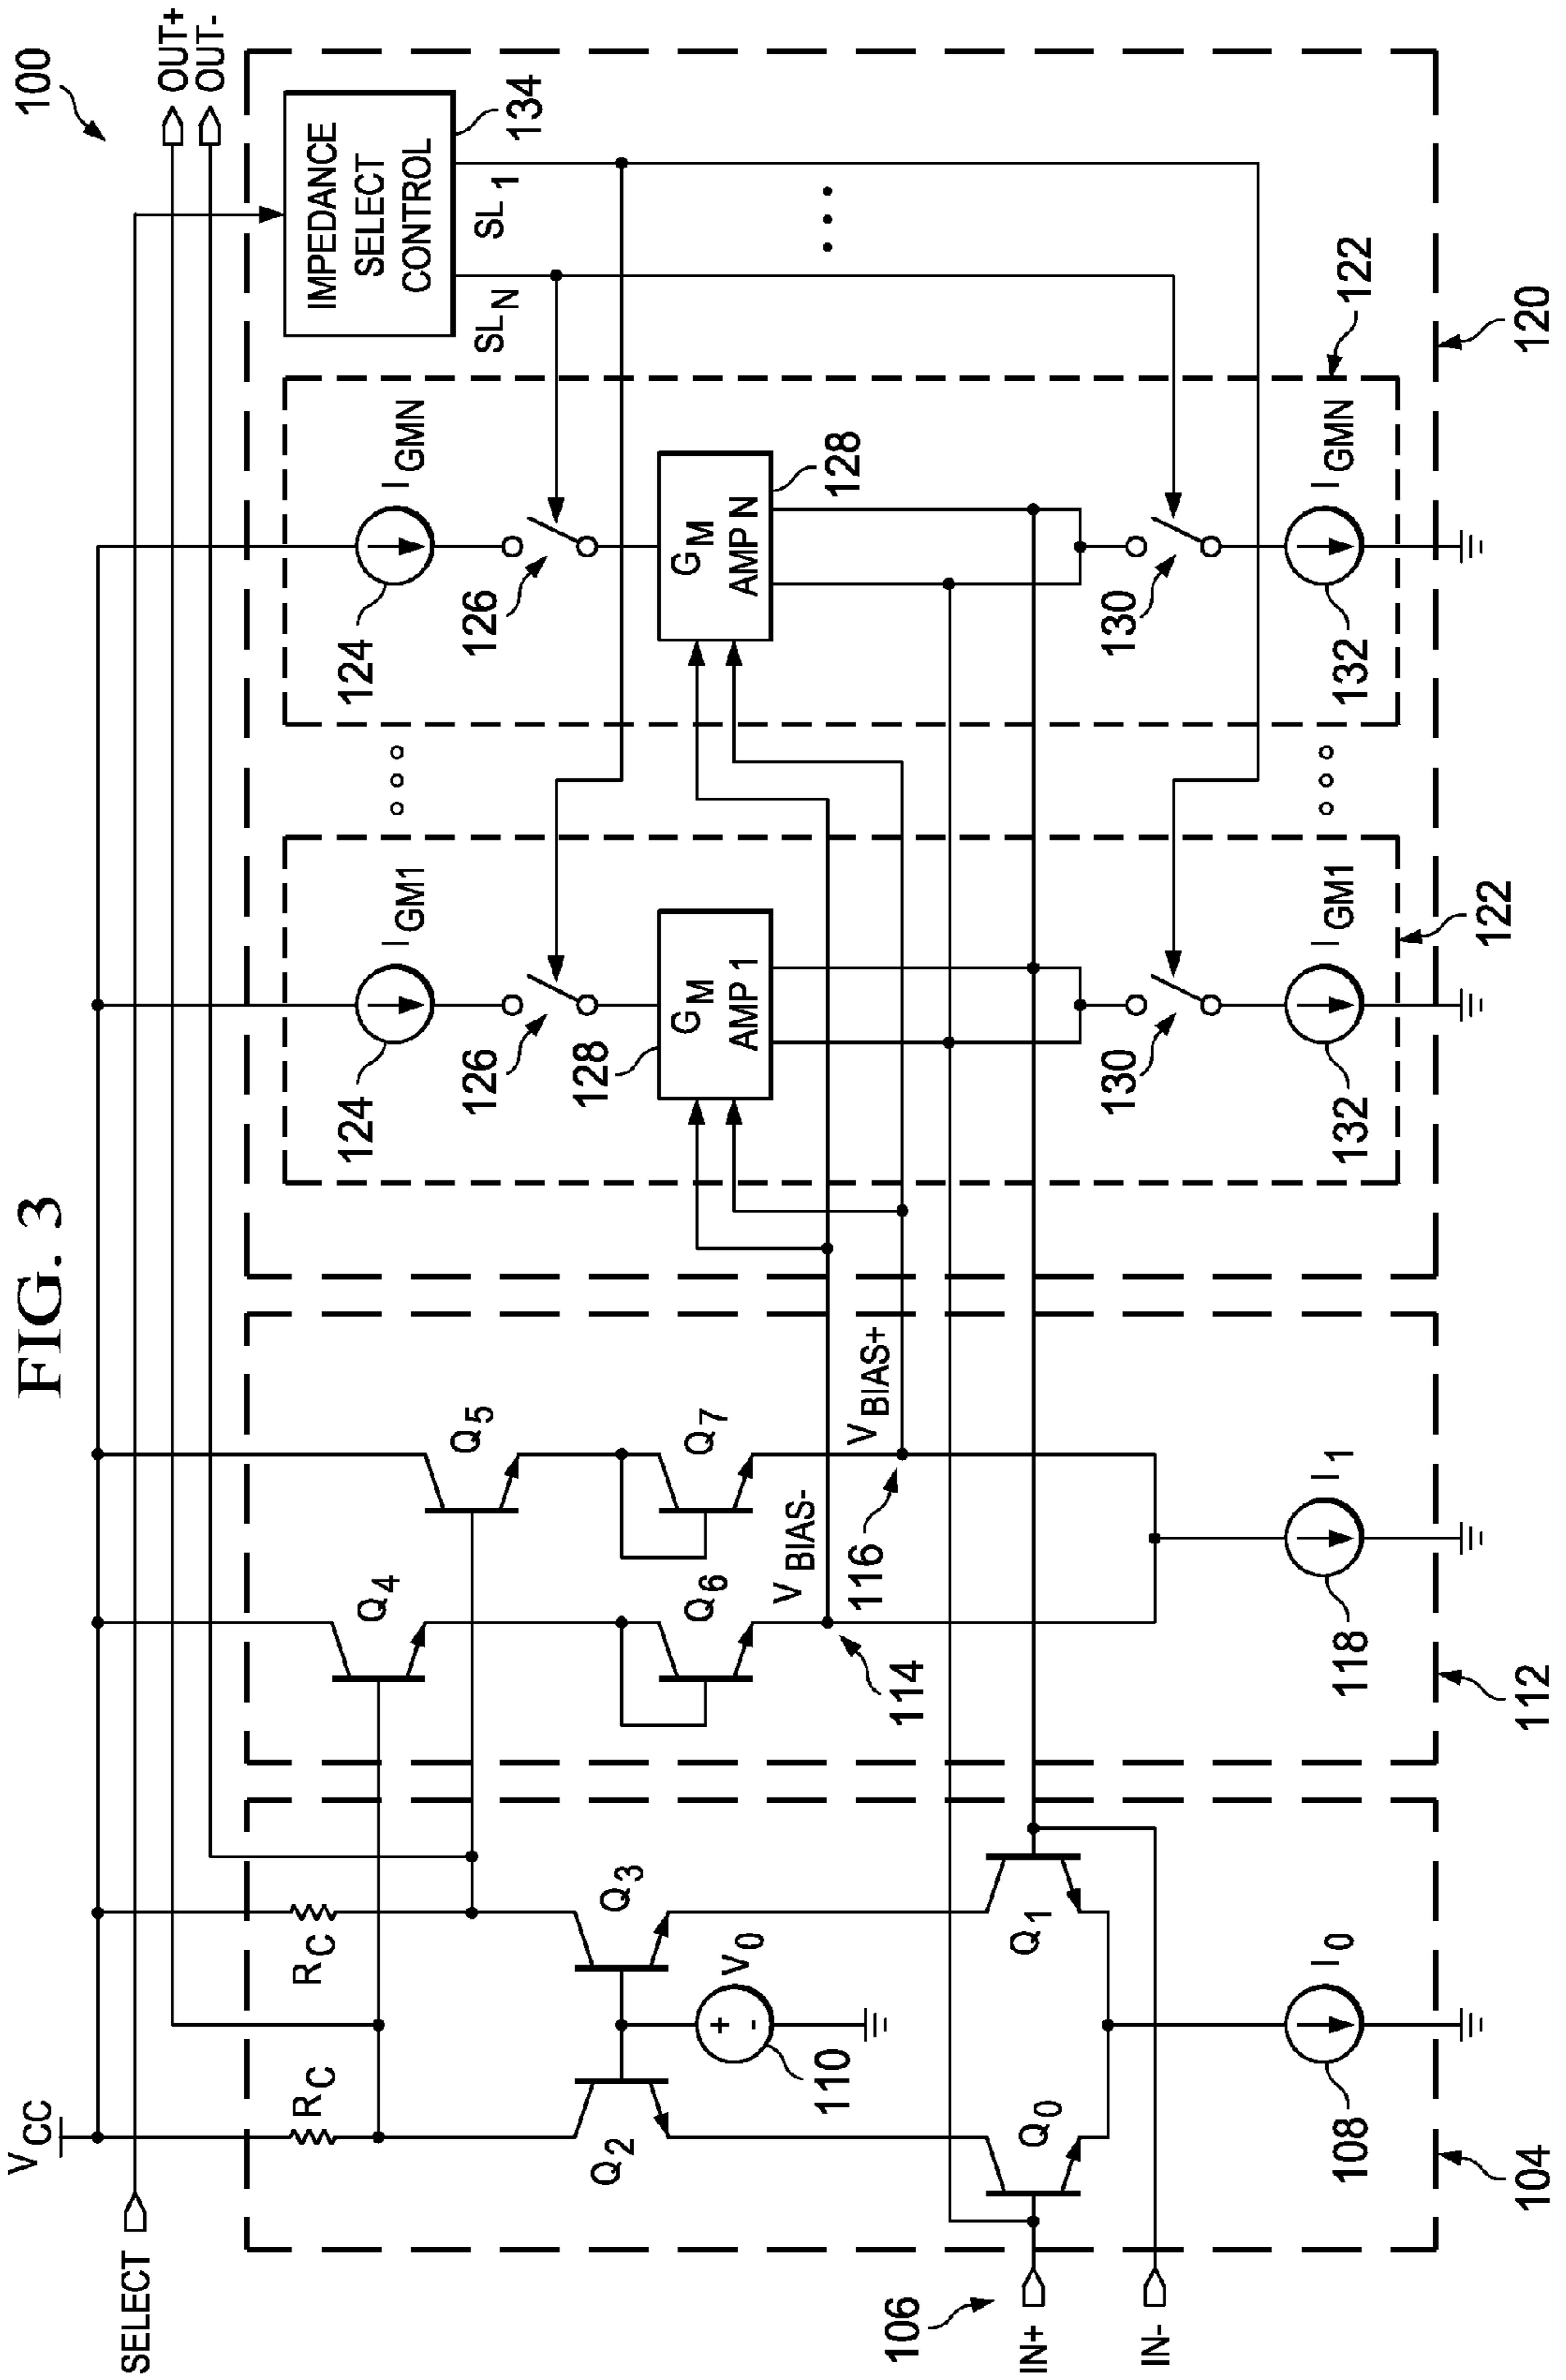 FIG. 3
100
VCC
SELECT
OUT+
OUT-
RC
RC
Q2
Q3
V0
+
-
110
Q0
Q1
106
IN+
IN-
I0
108
104
Q4
Q5
Q6
Q7
VBIAS-
VBIAS+
114
116
I1
118
112
124
IGM1
126
128
GM
AMP 1
130
132
IGM1
122
124
IGMN
126
GM
AMP N
128
130
132
IGMN
122
IMPEDANCE
SELECT
CONTROL
134
SLN
SL1
120